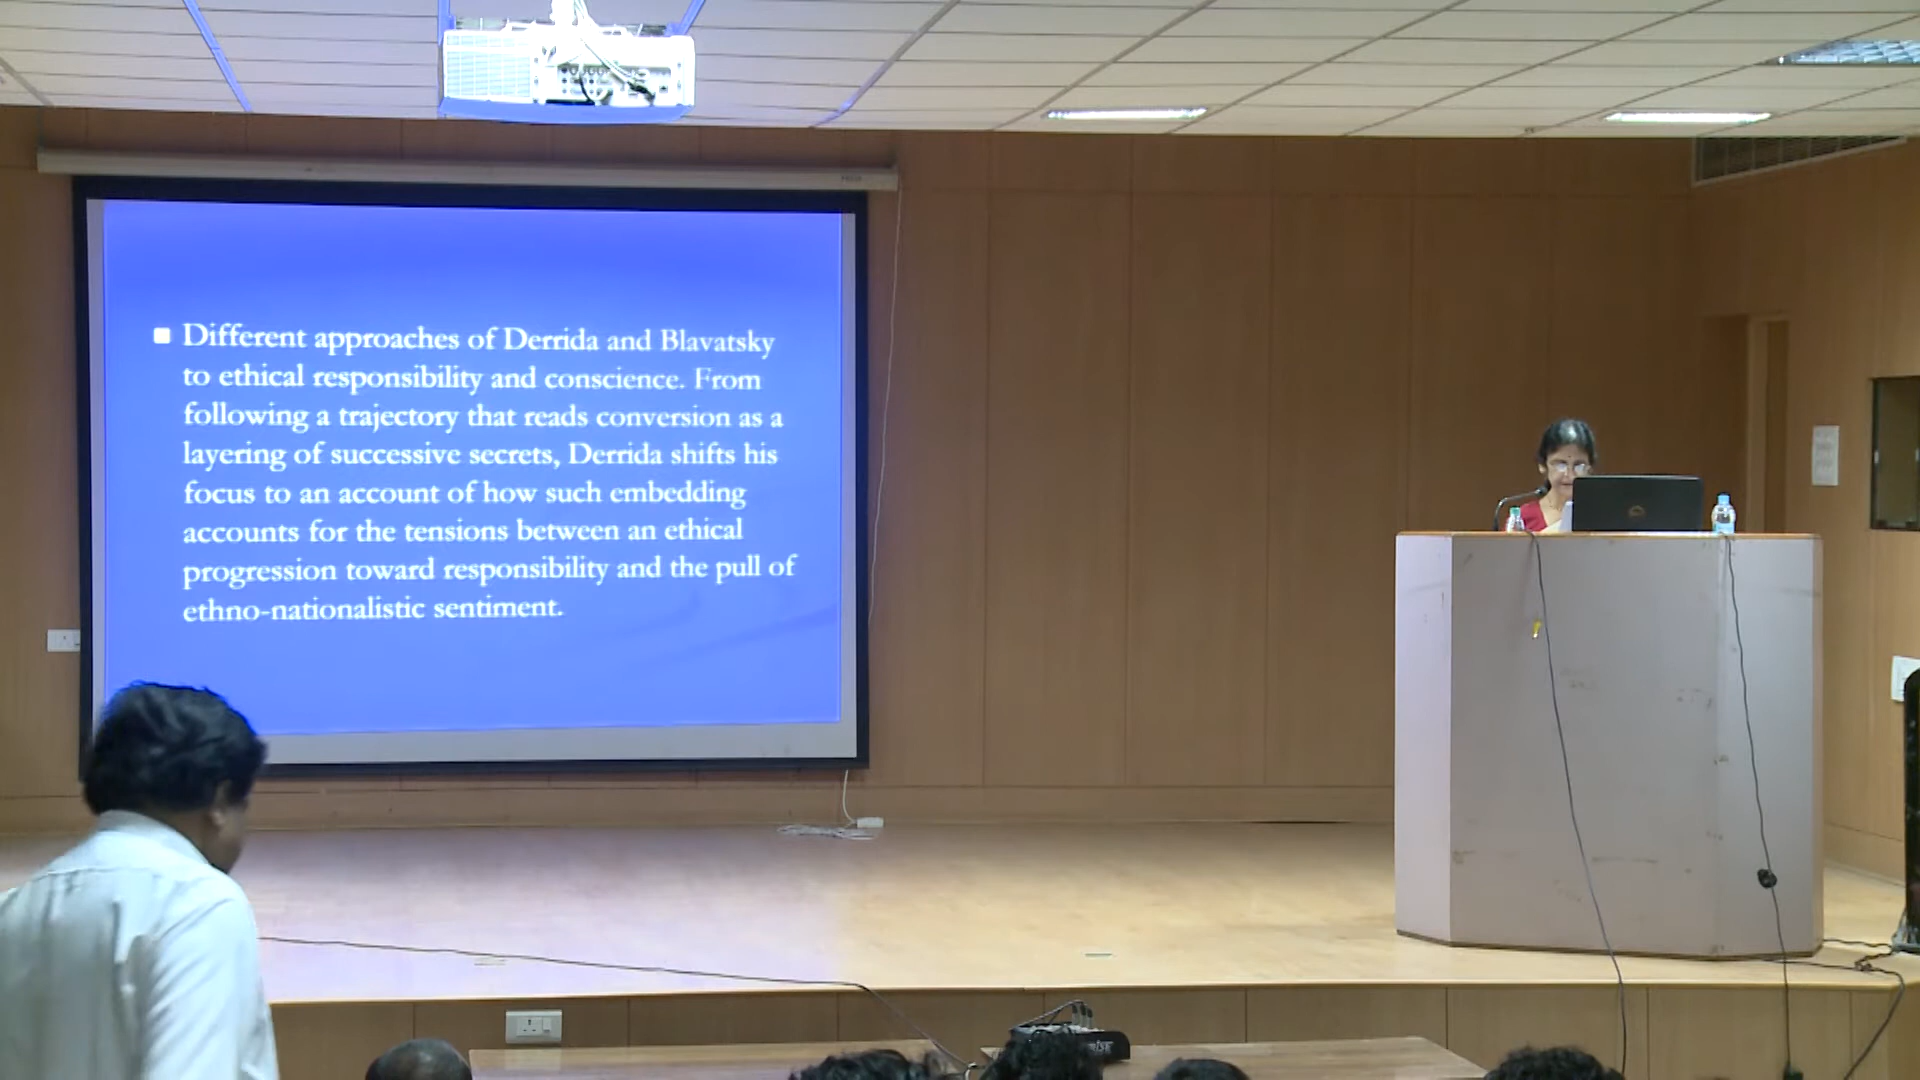 Different approaches of Derrida and Blavatsky
to ethical responsibility and conscience. From
following a trajectory that reads conversion as a
layering of successive secrets, Derrida shifts his
focus to an account of how such embedding
accounts for the tensions between an ethical
progression toward responsibility and the pull of
ethno-nationalistic sentiment.